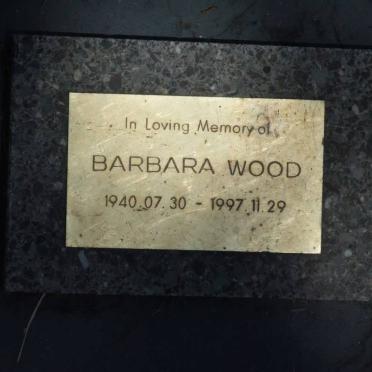 In Loving Memory of
BARBARA WOOD
1940.07.30 - 1997.11.29